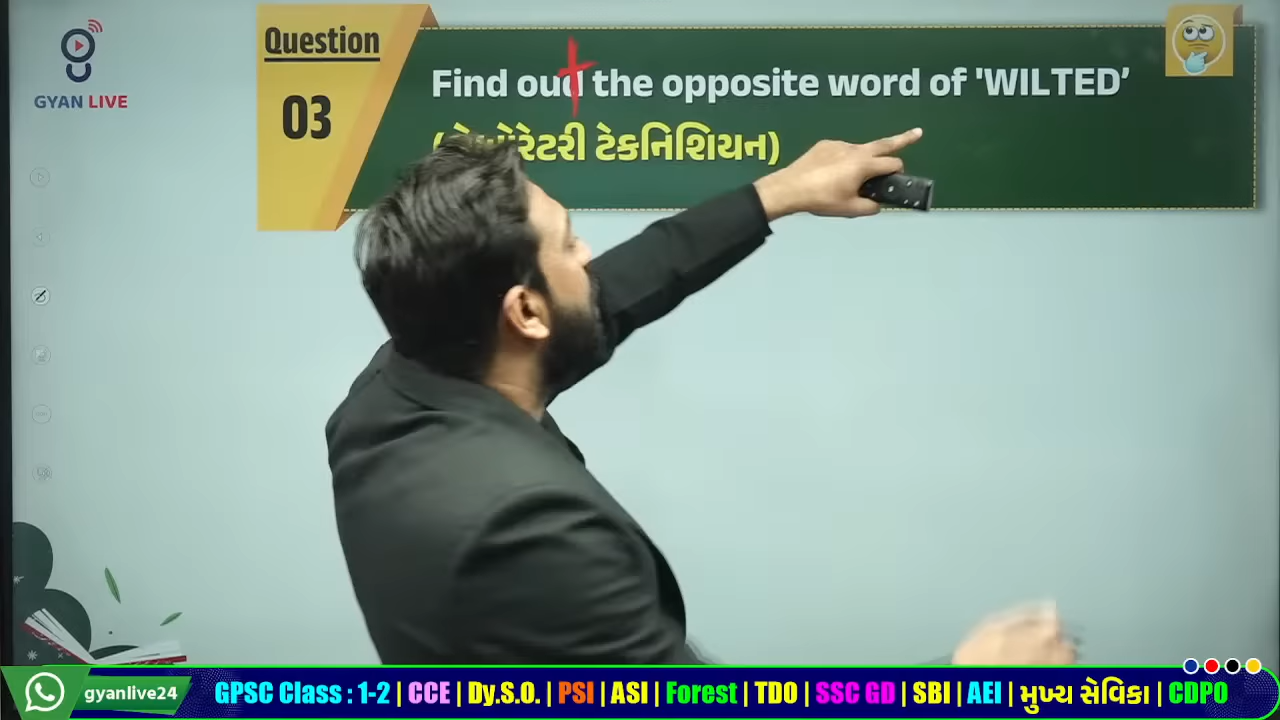 GYAN LIVE
Question
03
Find oud the opposite word of 'WILTED'
ટેકનિશિયન)
gyanlive24
GPSC Class : 1-2 | CCE | Dy.S.O. | PSI | ASI | Forest | TDO | SSC GD | SBI | AEI | મુખ્ય સેવિકા | CDPO